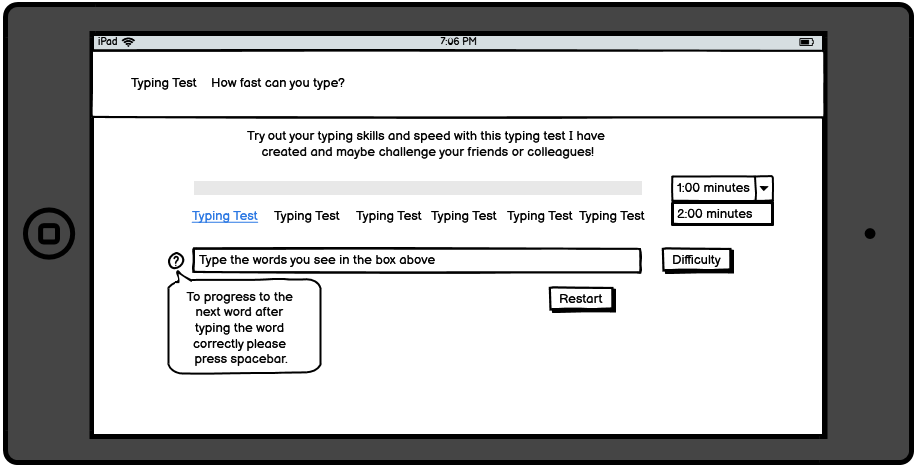 iPad 7:06 PM
Typing Test How fast can you type?
Try out your typing skills and speed with this typing test I have
created and maybe challenge your friends or colleagues!
1:00 minutes
2:00 minutes
Typing Test Typing Test Typing Test Typing Test Typing Test Typing Test
? Type the words you see in the box above
Difficulty
To progress to the
next word after
typing the word
correctly please
press spacebar.
Restart